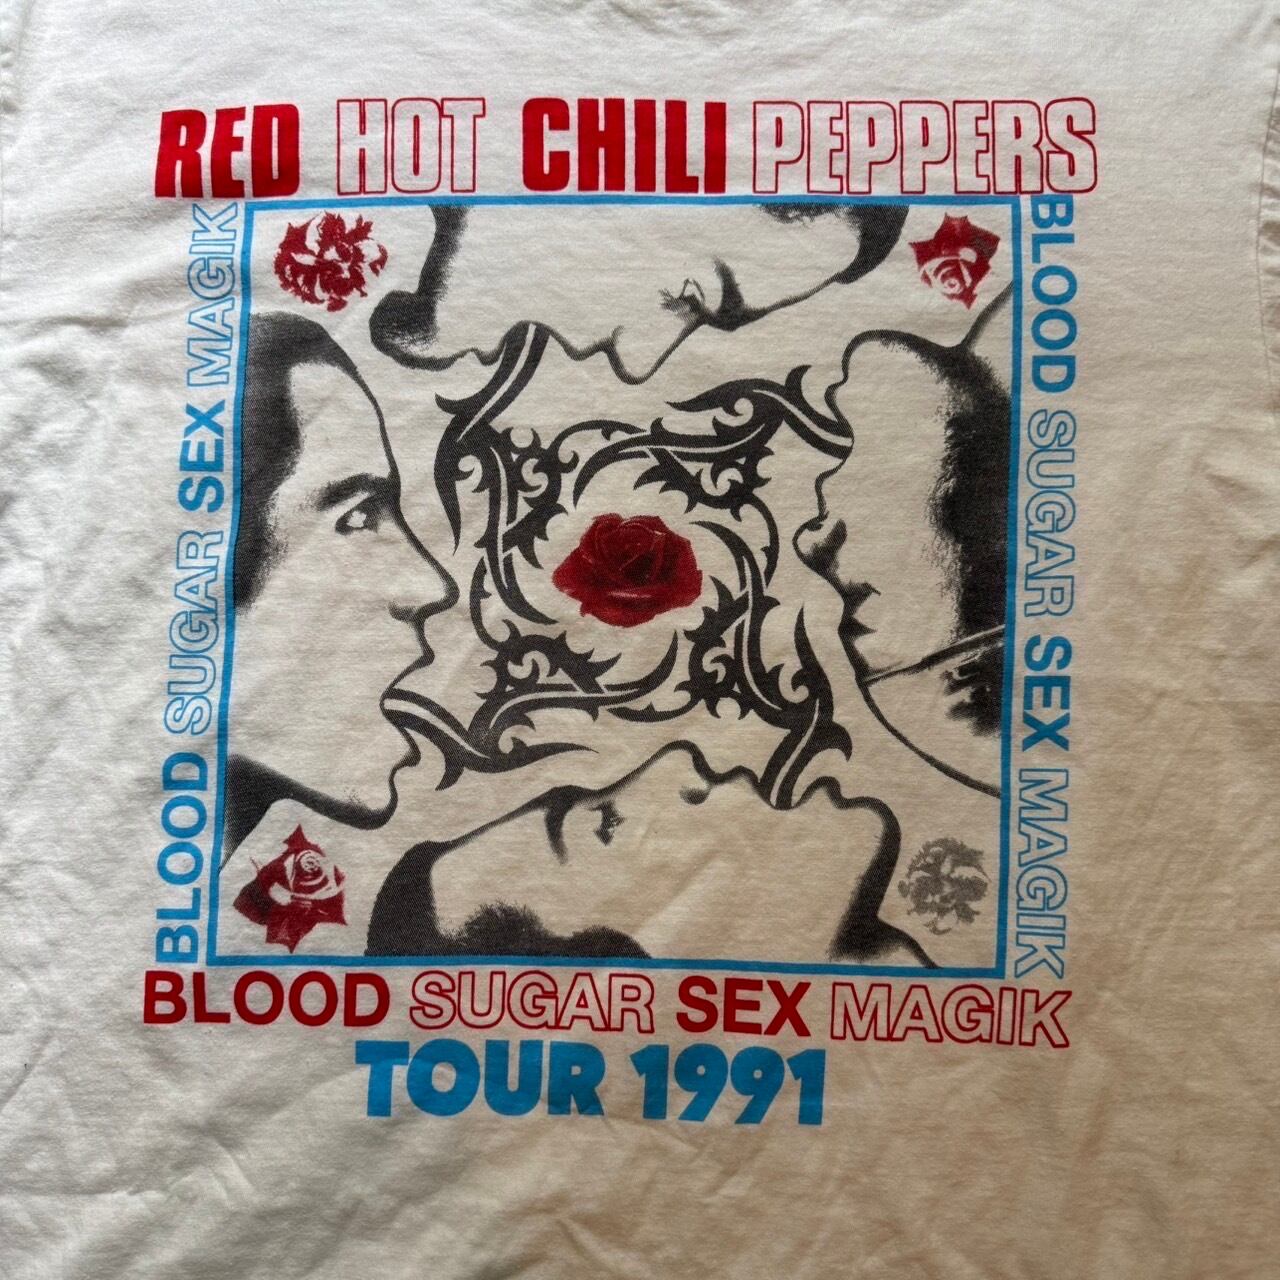 RED HOT CHILI PEPPERS
BLOOD SUGAR SEX MAGIK
BLOOD SUGAR SEX MAGIK
BLOOD SUGAR SEX MAGIK
TOUR 1991